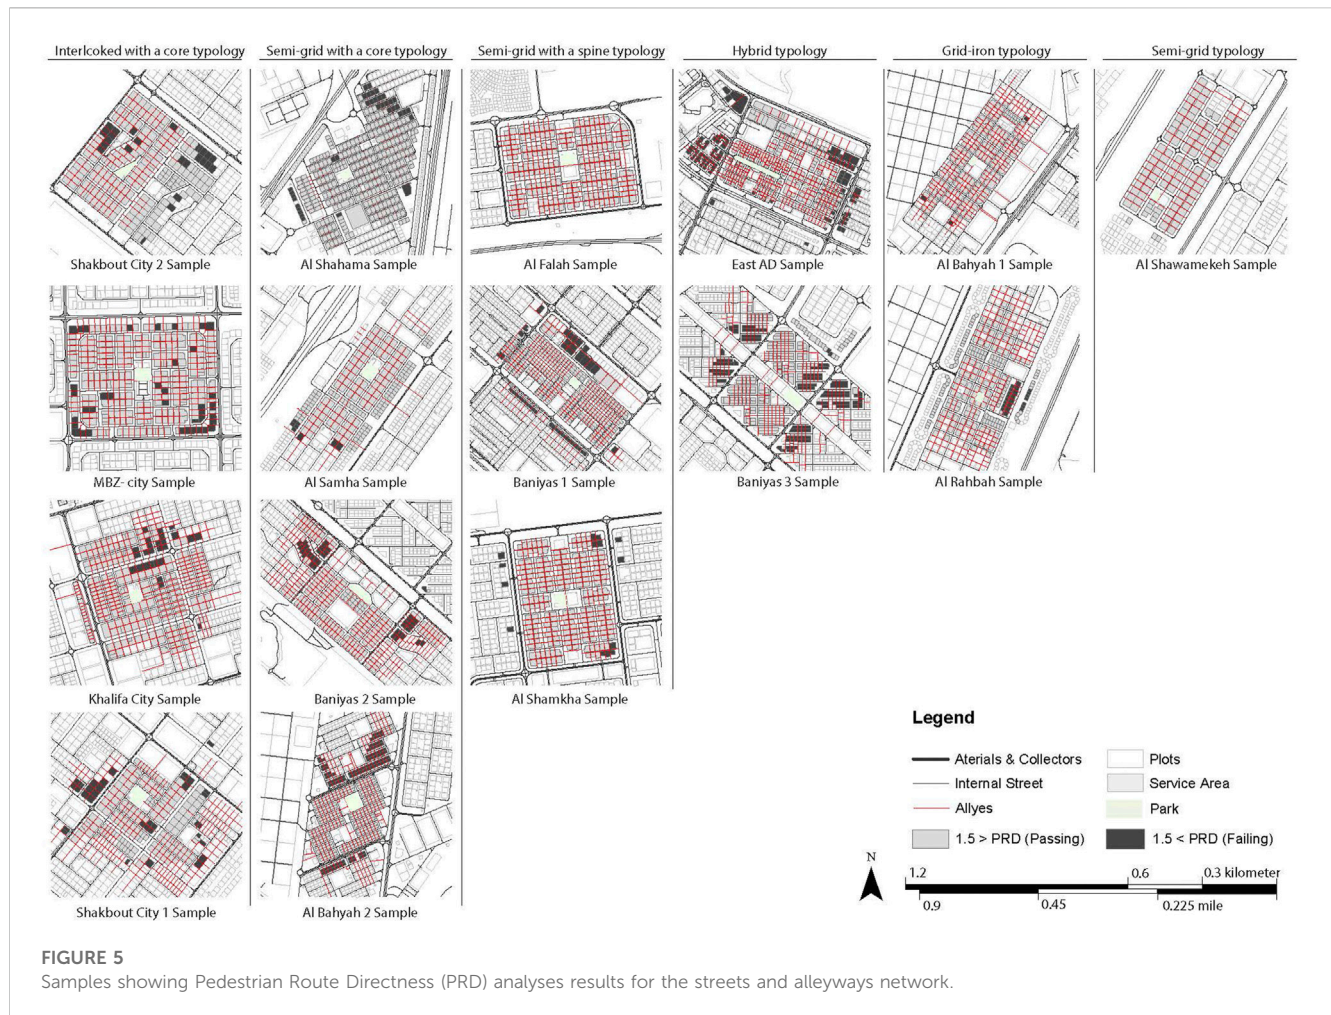 Interlcoked with a core typology
Semi-grid with a core typology
Semi-grid with a spine typology
Hybrid typology
Grid-iron typology
Semi-grid typology
Shakbout City 2 Sample
Al Shahama Sample
Al Falah Sample
East AD Sample
Al Bahyah 1 Sample
Al Shawamekeh Sample
MBZ- city Sample
Al Samha Sample
Baniyas 1 Sample
Baniyas 3 Sample
Al Rahbah Sample
Khalifa City Sample
Baniyas 2 Sample
Al Shamkha Sample
Shakbout City 1 Sample
Al Bahyah 2 Sample
Legend
Aterials & Collectors
Plots
Internal Street
Service Area
Allyes
Park
1.5 > PRD (Passing)
1.5 < PRD (Failing)
N
1.2
0.6
0.3 kilometer
0.9
0.45
0.225 mile
FIGURE 5
Samples showing Pedestrian Route Directness (PRD) analyses results for the streets and alleyways network.